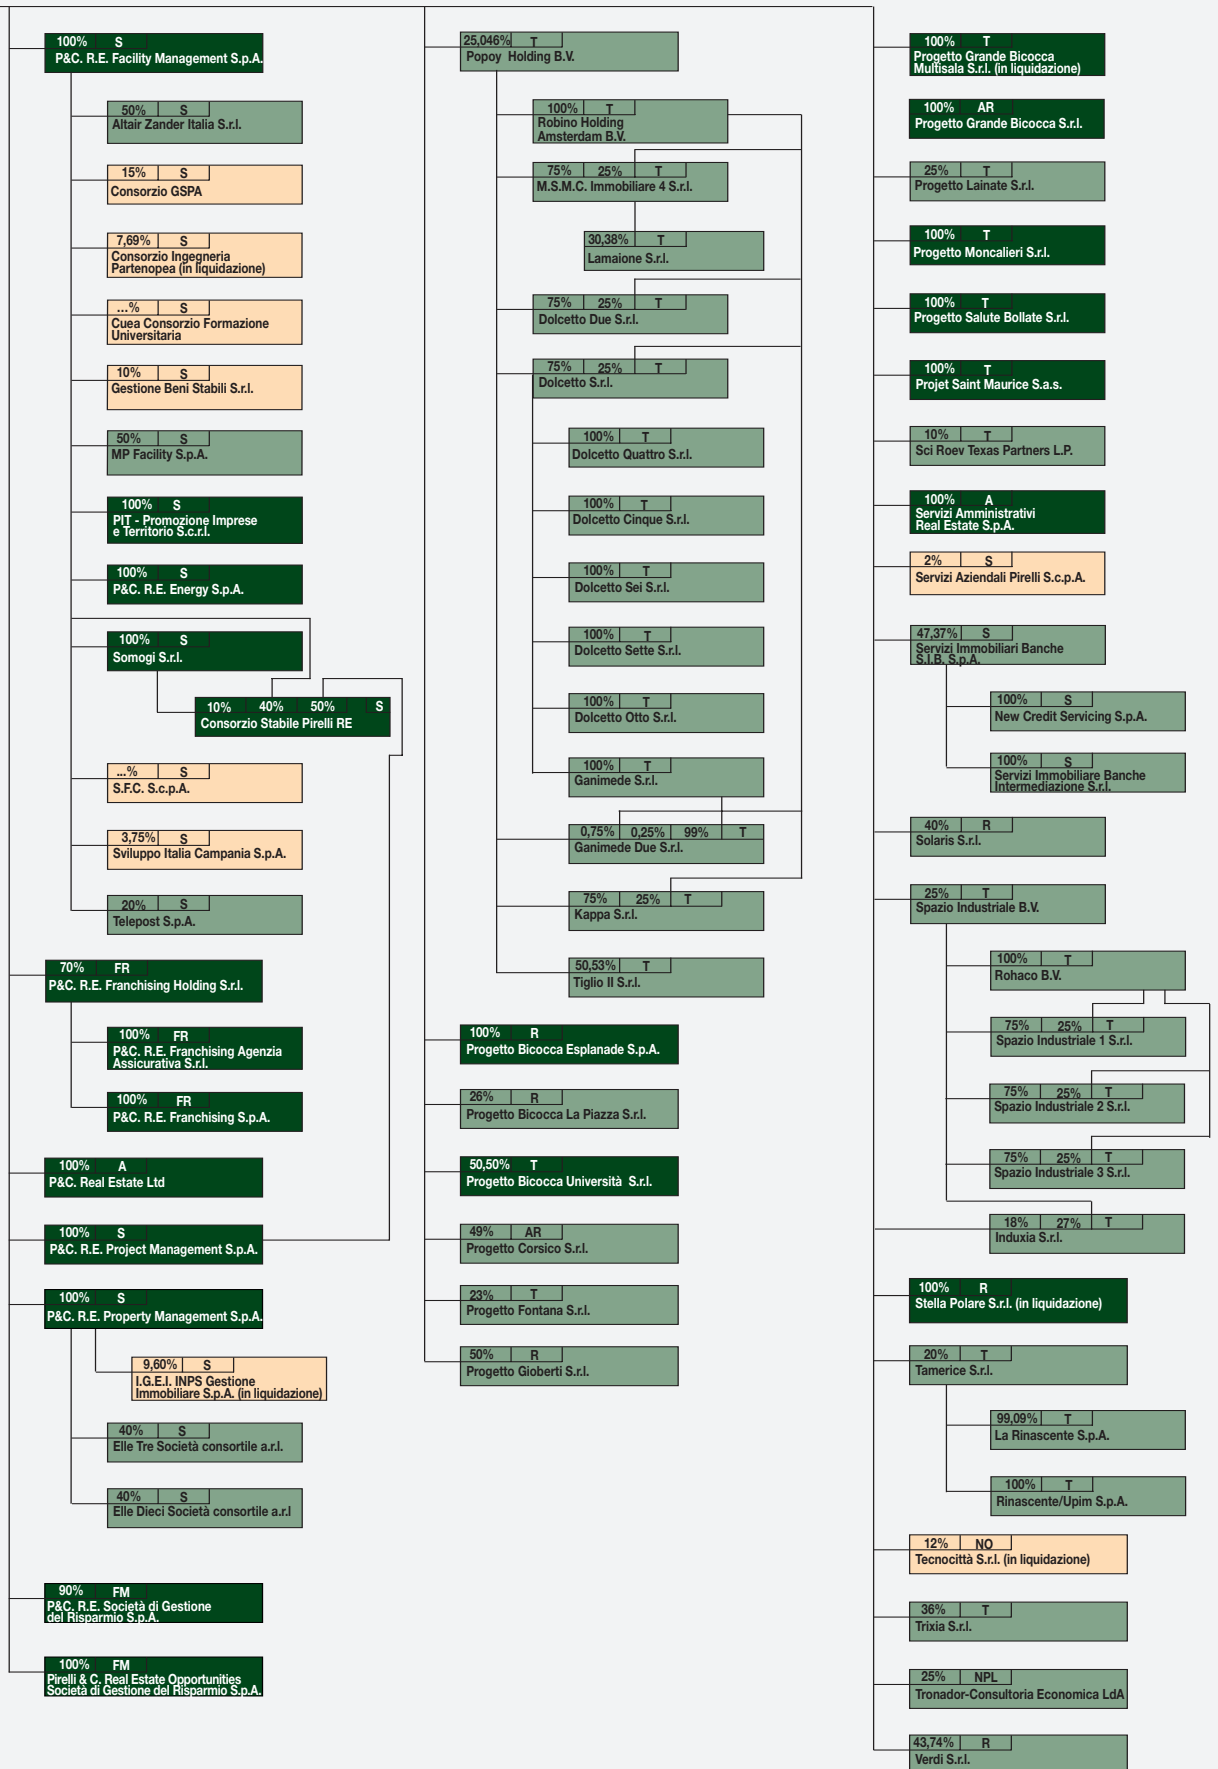 100% S
P&C. R.E. Facility Management S.p.A.
50% S
Altair Zander Italia S.r.l.
15% S
Consorzio GSPA
7,69% S
Consorzio Ingegneria
Partenopea (in liquidazione)
...% S
Cuea Consorzio Formazione
Universitaria
10% S
Gestione Beni Stabili S.r.l.
50% S
MP Facility S.p.A.
100% S
PIT - Promozione Imprese
e Territorio S.c.r.l.
100% S
P&C. R.E. Energy S.p.A.
100% S
Somogi S.r.l.
10% 40% 50% S
Consorzio Stabile Pirelli RE
...% S
S.F.C. S.c.p.A.
3,75% S
Sviluppo Italia Campania S.p.A.
20% S
Telepost S.p.A.
70% FR
P&C. R.E. Franchising Holding S.r.l.
100% FR
P&C. R.E. Franchising Agenzia
Assicurativa S.r.l.
100% FR
P&C. R.E. Franchising S.p.A.
100% A
P&C. Real Estate Ltd
100% S
P&C. R.E. Project Management S.p.A.
100% S
P&C. R.E. Property Management S.p.A.
9,60% S
I.G.E.I. INPS Gestione
Immobiliare S.p.A. (in liquidazione)
40% S
Elle Tre Società consortile a.r.l.
40% S
Elle Dieci Società consortile a.r.l
90% FM
P&C. R.E. Società di Gestione
del Risparmio S.p.A.
100% FM
Pirelli & C. Real Estate Opportunities
Società di Gestione del Risparmio S.p.A.
25,046% T
Popoy Holding B.V.
100% T
Robino Holding
Amsterdam B.V.
75% 25% T
M.S.M.C. Immobiliare 4 S.r.l.
30,38% T
Lamaione S.r.l.
75% 25% T
Dolcetto Due S.r.l.
75% 25% T
Dolcetto S.r.l.
100% T
Dolcetto Quattro S.r.l.
100% T
Dolcetto Cinque S.r.l.
100% T
Dolcetto Sei S.r.l.
100% T
Dolcetto Sette S.r.l.
100% T
Dolcetto Otto S.r.l.
100% T
Ganimede S.r.l.
0,75% 0,25% 99% T
Ganimede Due S.r.l.
75% 25% T
Kappa S.r.l.
50,53% T
Tiglio II S.r.l.
100% R
Progetto Bicocca Esplanade S.p.A.
26% R
Progetto Bicocca La Piazza S.r.l.
50,50% T
Progetto Bicocca Università S.r.l.
49% AR
Progetto Corsico S.r.l.
23% T
Progetto Fontana S.r.l.
50% R
Progetto Gioberti S.r.l.
100% T
Progetto Grande Bicocca
Multisala S.r.l. (in liquidazione)
100% AR
Progetto Grande Bicocca S.r.l.
25% T
Progetto Lainate S.r.l.
100% T
Progetto Moncalieri S.r.l.
100% T
Progetto Salute Bollate S.r.l.
100% T
Projet Saint Maurice S.a.s.
10% T
Sci Roev Texas Partners L.P.
100% A
Servizi Amministrativi
Real Estate S.p.A.
2% S
Servizi Aziendali Pirelli S.c.p.A.
47,37% S
Servizi Immobiliari Banche
S.I.B. S.p.A.
100% S
New Credit Servicing S.p.A.
100% S
Servizi Immobiliare Banche
Intermediazione S.r.l.
40% R
Solaris S.r.l.
25% T
Spazio Industriale B.V.
100% T
Rohaco B.V.
75% 25% T
Spazio Industriale 1 S.r.l.
75% 25% T
Spazio Industriale 2 S.r.l.
75% 25% T
Spazio Industriale 3 S.r.l.
18% 27% T
Induxia S.r.l.
100% R
Stella Polare S.r.l. (in liquidazione)
20% T
Tamerice S.r.l.
99,09% T
La Rinascente S.p.A.
100% T
Rinascente/Upim S.p.A.
12% NO
Tecnocittà S.r.l. (in liquidazione)
36% T
Trixia S.r.l.
25% NPL
Tronador-Consultoria Economica LdA
43,74% R
Verdi S.r.l.